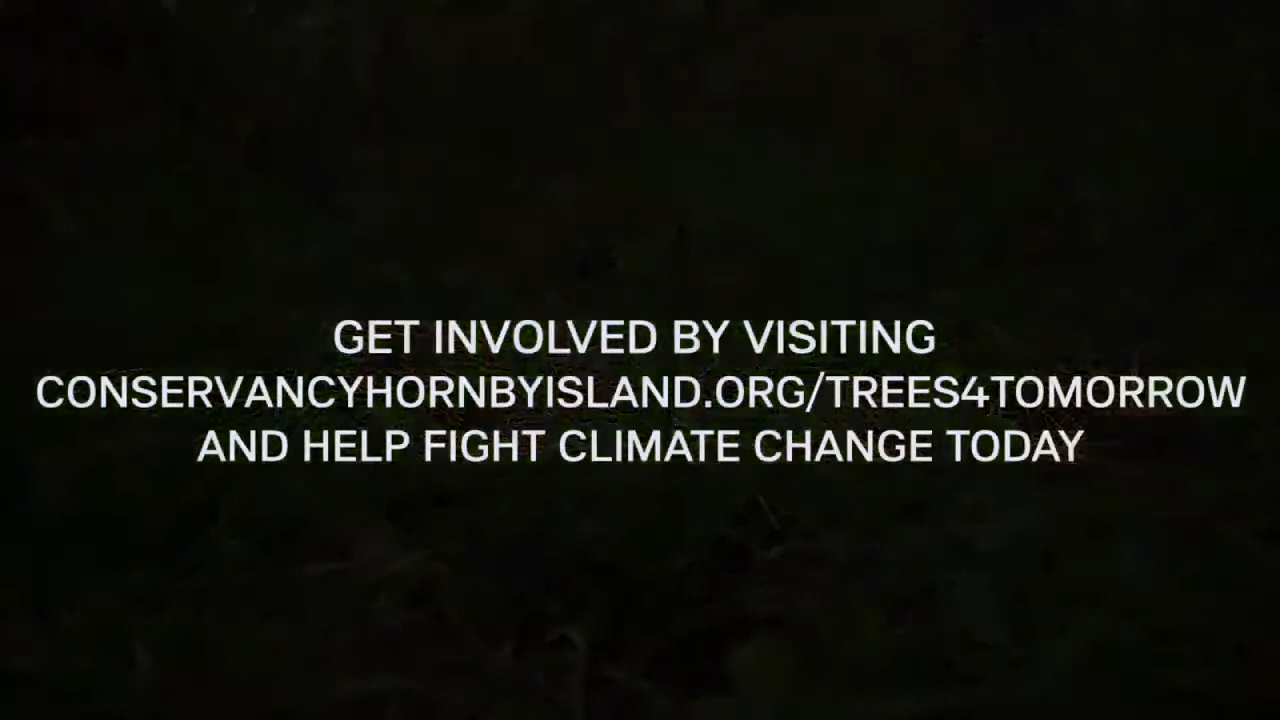 GET INVOLVED BY VISITING
CONSERVANCYHORNBYISLAND.ORG/TREES4TOMORROW
AND HELP FIGHT CLIMATE CHANGE TODAY